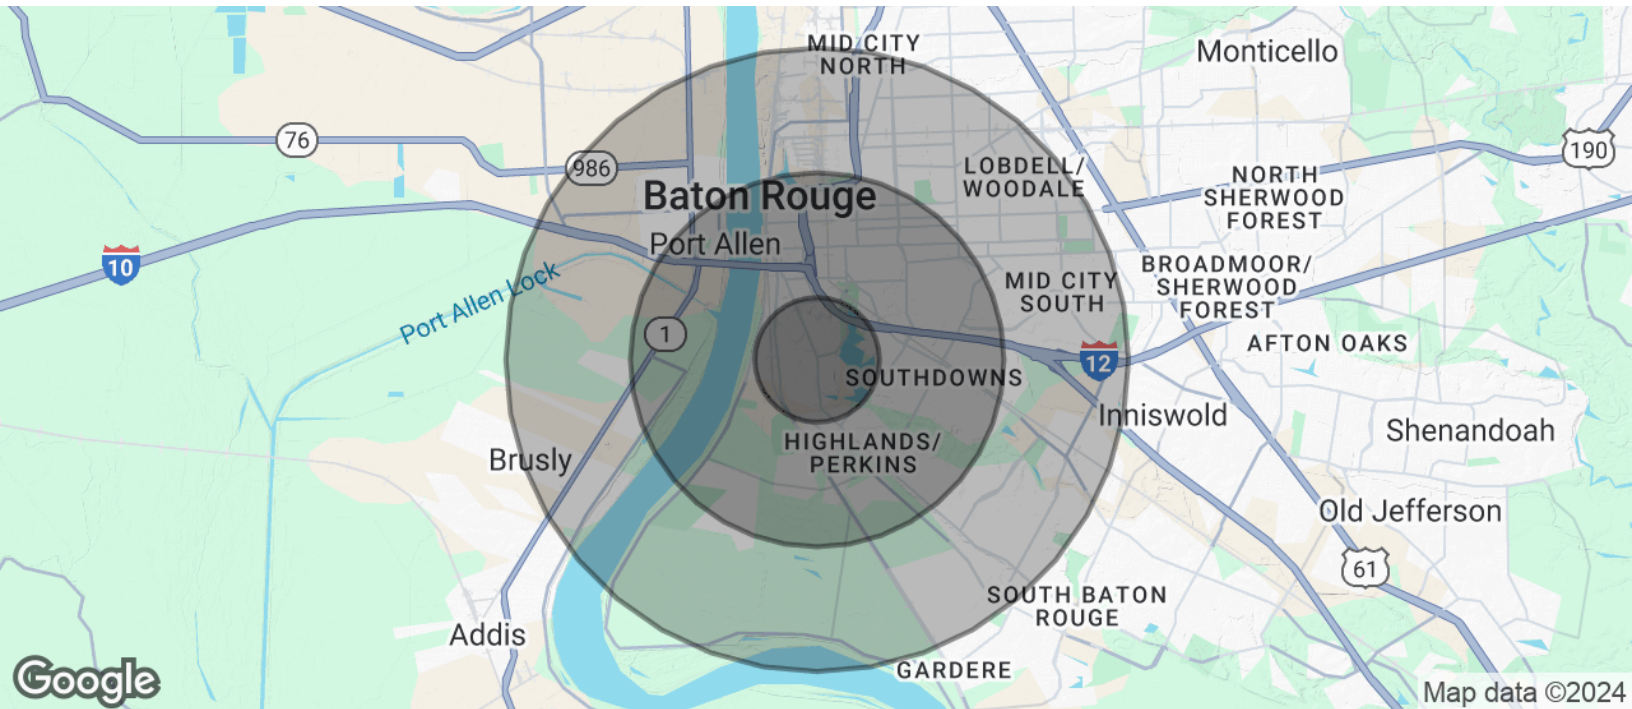 MID CITY
NORTH
Monticello
76
986
190
LOBDELL/
WOODALE
NORTH
SHERWOOD
FOREST
Baton Rouge
Port Allen
10
Port Allen Lock
MID CITY
SOUTH
BROADMOOR/
SHERWOOD
FOREST
1
AFTON OAKS
12
SOUTHDOWNS
Inniswold
Shenandoah
HIGHLANDS/
PERKINS
Brusly
Old Jefferson
61
SOUTH BATON
ROUGE
Addis
GARDERE
Google
Map data ©2024